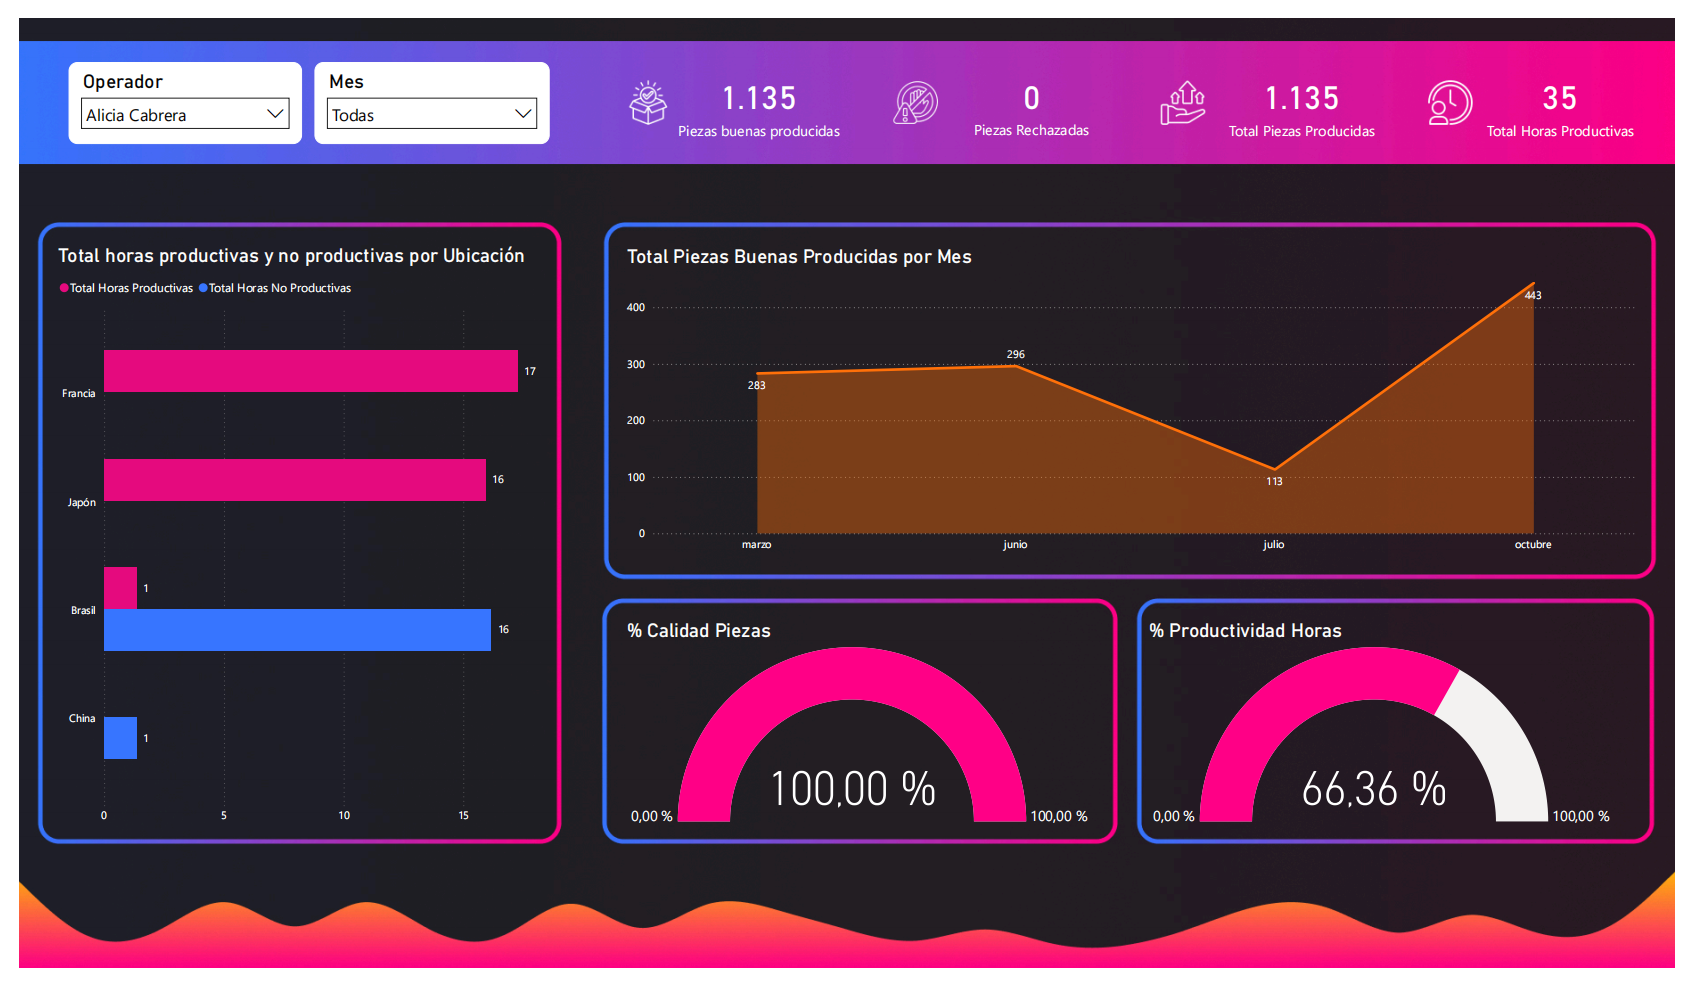 Operador
Alicia Cabrera
Mes
Todas
1.135
Piezas buenas producidas
0
Piezas Rechazadas
1.135
Total Piezas Producidas
35
Total Horas Productivas
Total horas productivas y no productivas por Ubicación
Total Horas Productivas Total Horas No Productivas
Francia
17
Japón
16
Brasil
1
16
China
1
0 5 10 15
Total Piezas Buenas Producidas por Mes
400
300
200
100
0
283
296
113
443
marzo junio julio octubre
% Calidad Piezas
100,00 %
0,00 % 100,00 %
% Productividad Horas
66,36 %
0,00 % 100,00 %